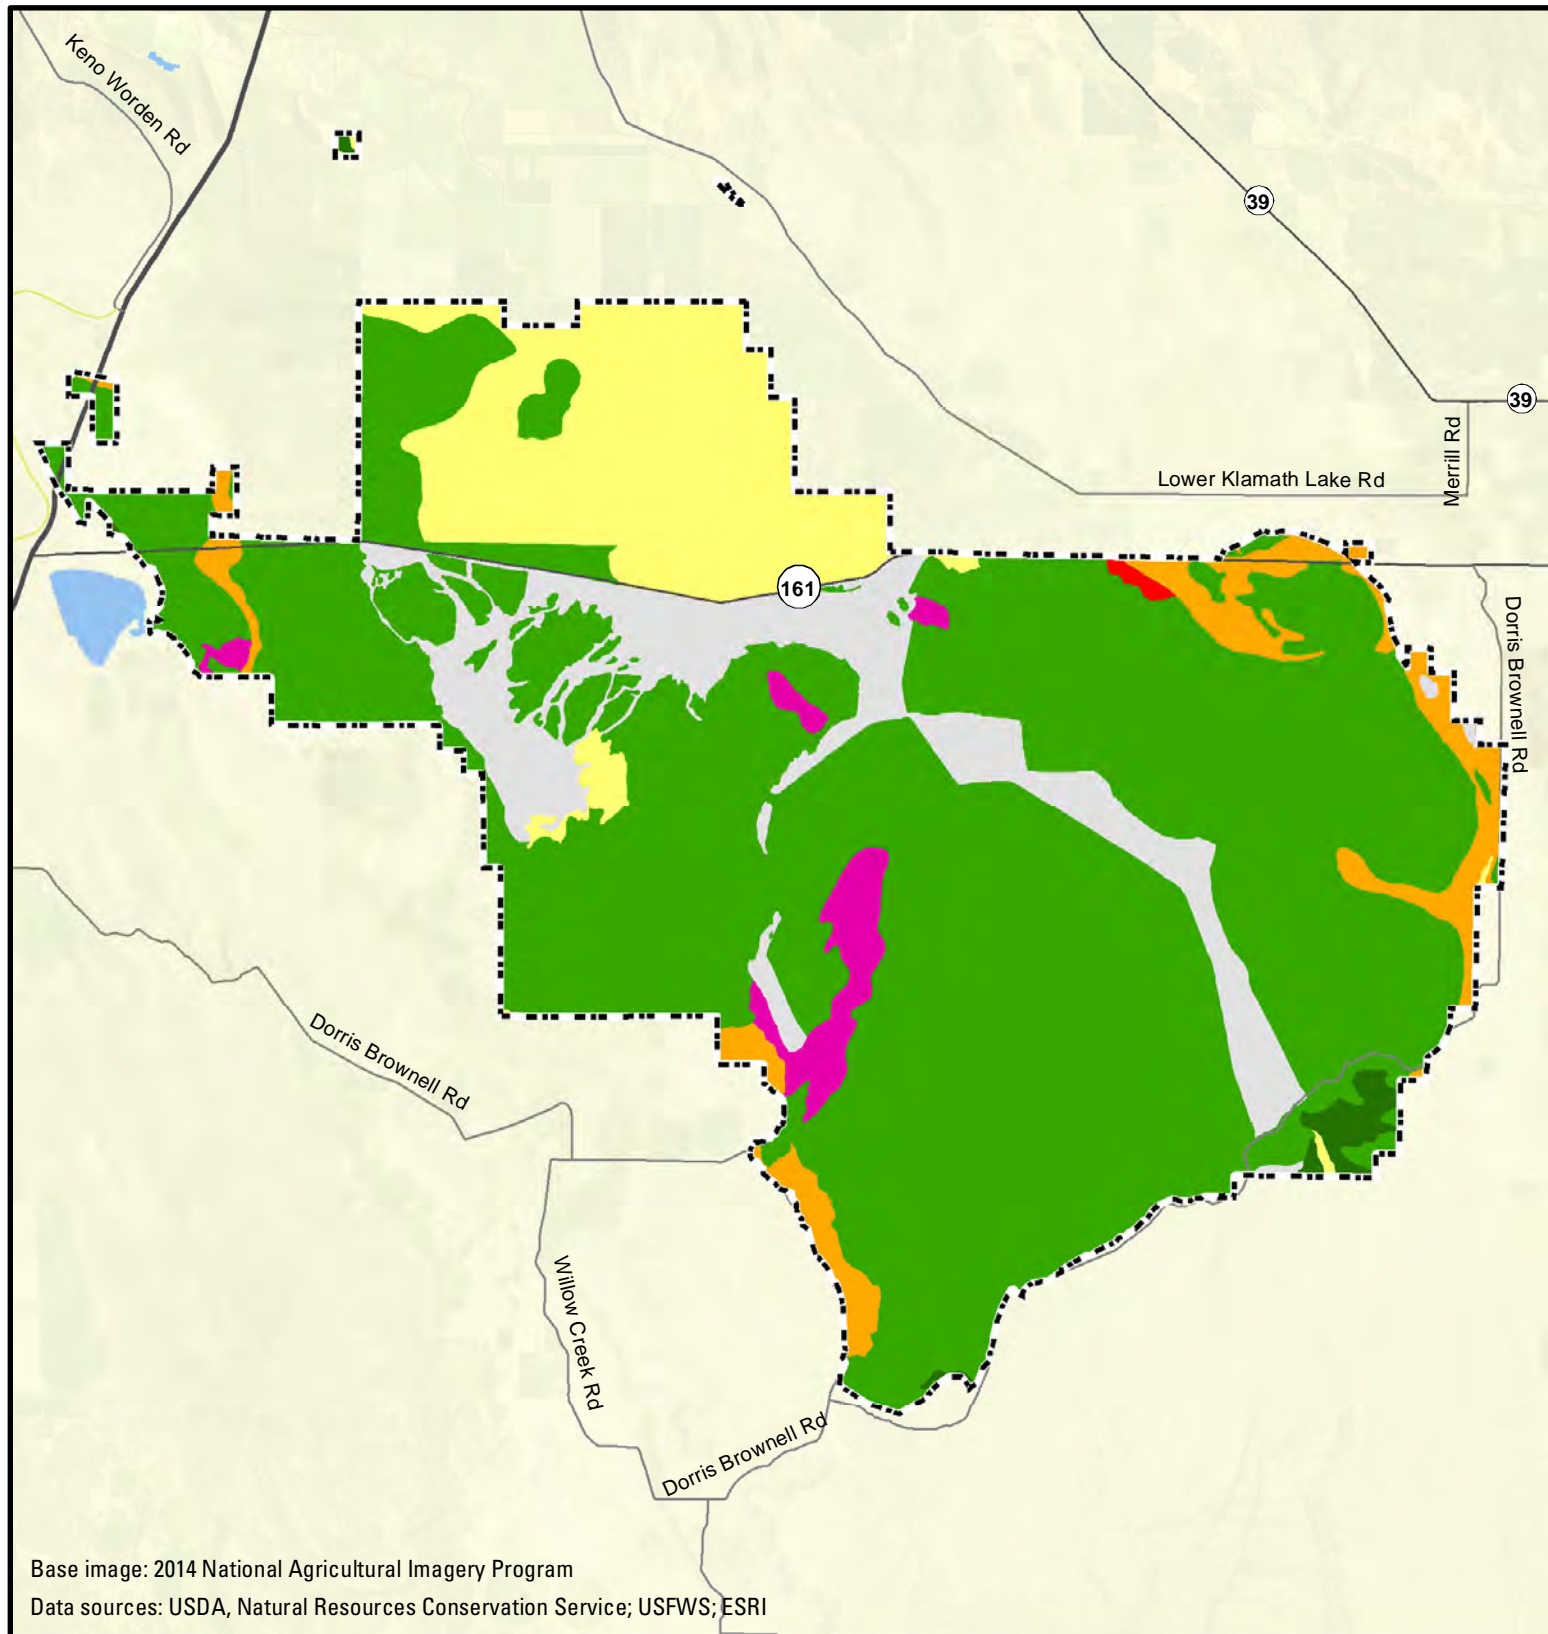 Keno Worden Rd
39
39
Merrill Rd
Lower Klamath Lake Rd
161
Dorris Brownell Rd
Dorris Brownell Rd
Willow Creek Rd
Dorris Brownell Rd
Base image: 2014 National Agricultural Imagery Program
Data sources: USDA, Natural Resources Conservation Service; USFWS; ESRI